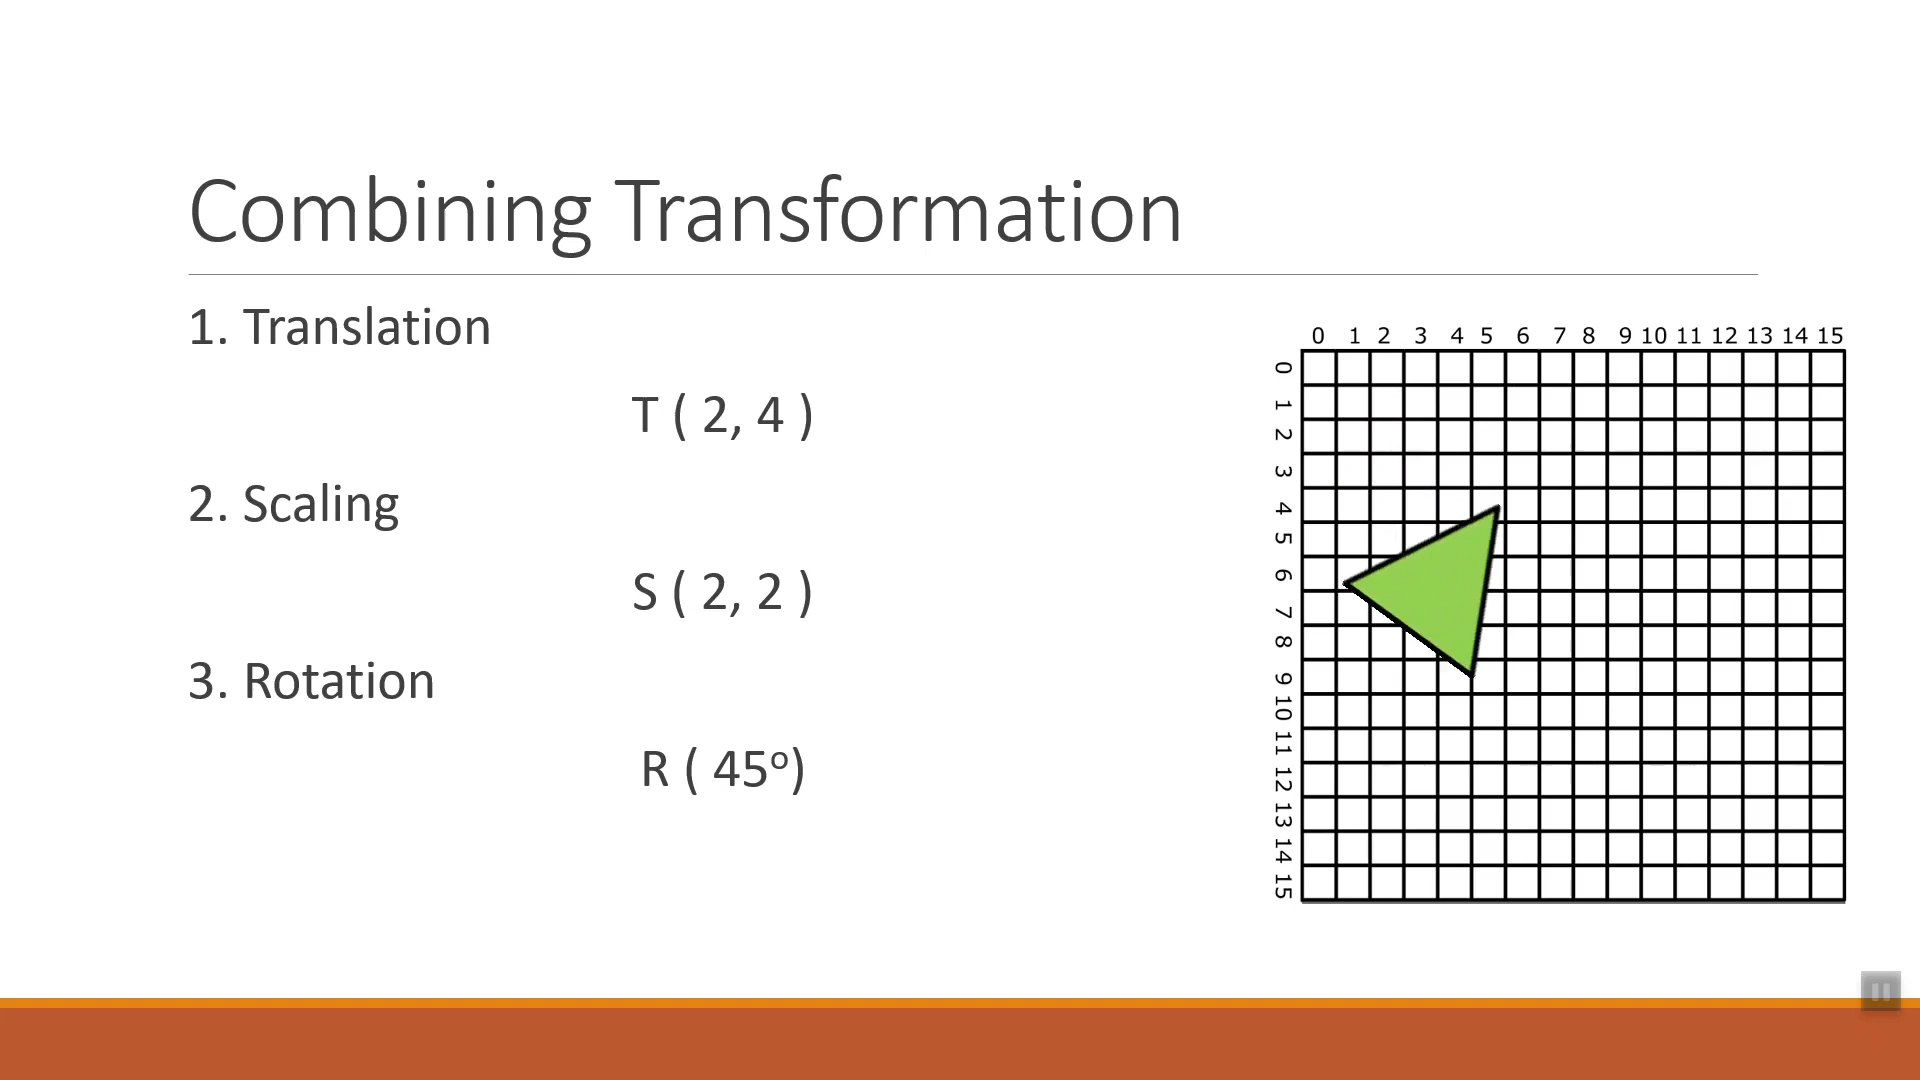 Combining Transformation
1. Translation
T ( 2, 4 )
2. Scaling
S ( 2, 2 )
3. Rotation
R ( 45º)
0 1 2 3 4 5 6 7 8 9 10 11 12 13 14 15
0 1 2 3 4 5 6 7 8 9 10 11 12 13 14 15